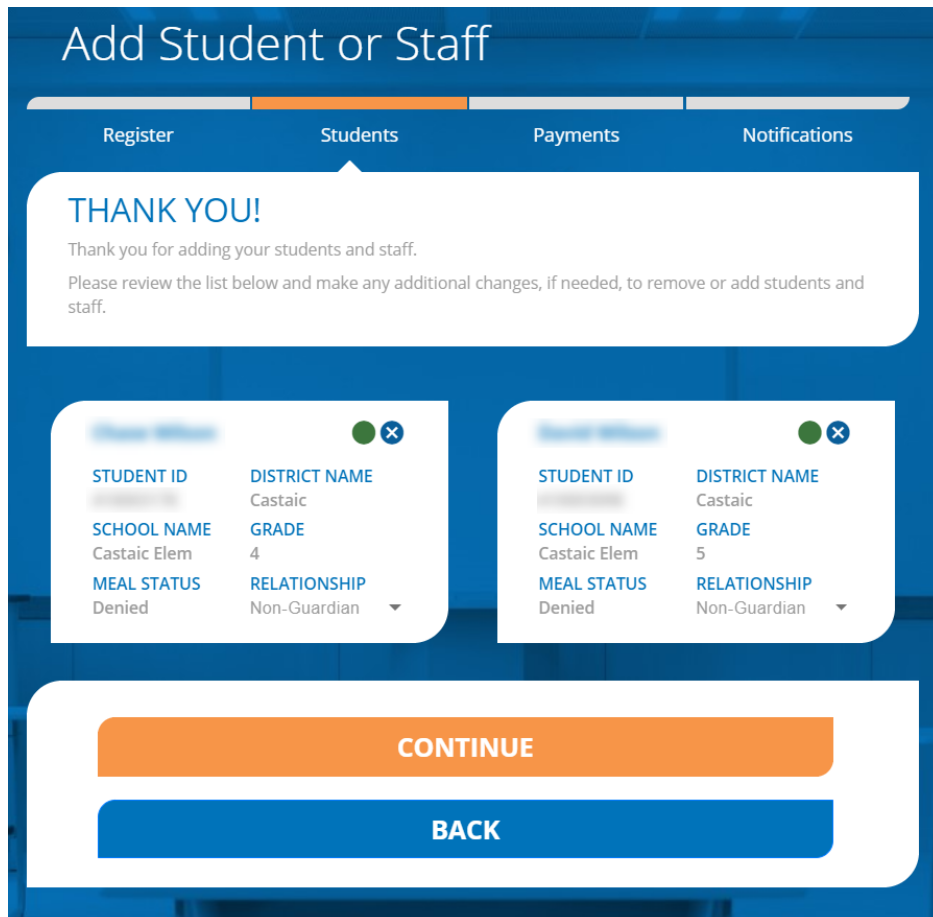 Add Student or Staff
Register
Students
Payments
Notifications
THANK YOU!
Thank you for adding your students and staff.
Please review the list below and make any additional changes, if needed, to remove or add students and
staff.
STUDENT ID DISTRICT NAME
Castaic
SCHOOL NAME GRADE
Castaic Elem 4
MEAL STATUS RELATIONSHIP
Denied Non-Guardian
STUDENT ID DISTRICT NAME
Castaic
SCHOOL NAME GRADE
Castaic Elem 5
MEAL STATUS RELATIONSHIP
Denied Non-Guardian
CONTINUE
BACK